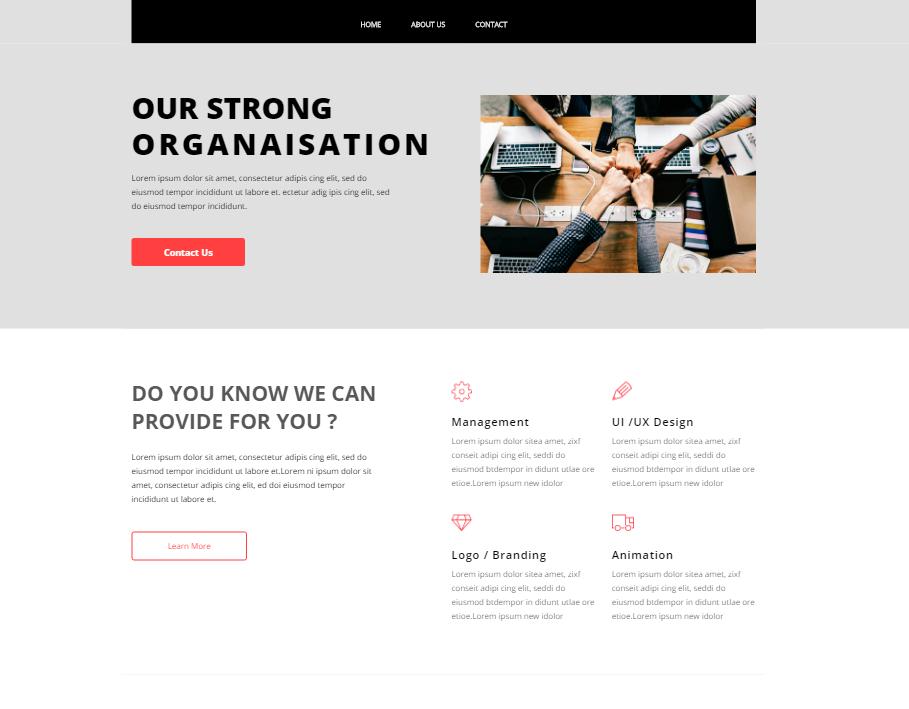 HOME ABOUT US CONTACT
OUR STRONG
ORGANAISATION
Lorem ipsum dolor sit amet, consectetur adipis cing elit, sed do
eiusmod tempor incididunt ut labore et. ectetur adig ipis cing elit, sed
do eiusmod tempor incididunt.
Contact Us
DO YOU KNOW WE CAN
PROVIDE FOR YOU ?
Lorem ipsum dolor sit amet, consectetur adipis cing elit, sed do
eiusmod tempor incididunt ut labore et.Lorem ni ipsum dolor sit
amet, consectetur adipis cing elit, ed doi eiusmod tempor
incididunt ut labore et.
Learn More
Management
Lorem ipsum dolor sitea amet, zixf
conseit adipi cing elit, seddi do
eiusmod btdempor in didunt utlae ore
etioe.Lorem ipsum new idolor
UI /UX Design
Lorem ipsum dolor sitea amet, zixf
conseit adipi cing elit, seddi do
eiusmod btdempor in didunt utlae ore
etioe.Lorem ipsum new idolor
Logo / Branding
Lorem ipsum dolor sitea amet, zixf
conseit adipi cing elit, seddi do
eiusmod btdempor in didunt utlae ore
etioe.Lorem ipsum new idolor
Animation
Lorem ipsum dolor sitea amet, zixf
conseit adipi cing elit, seddi do
eiusmod btdempor in didunt utlae ore
etioe.Lorem ipsum new idolor